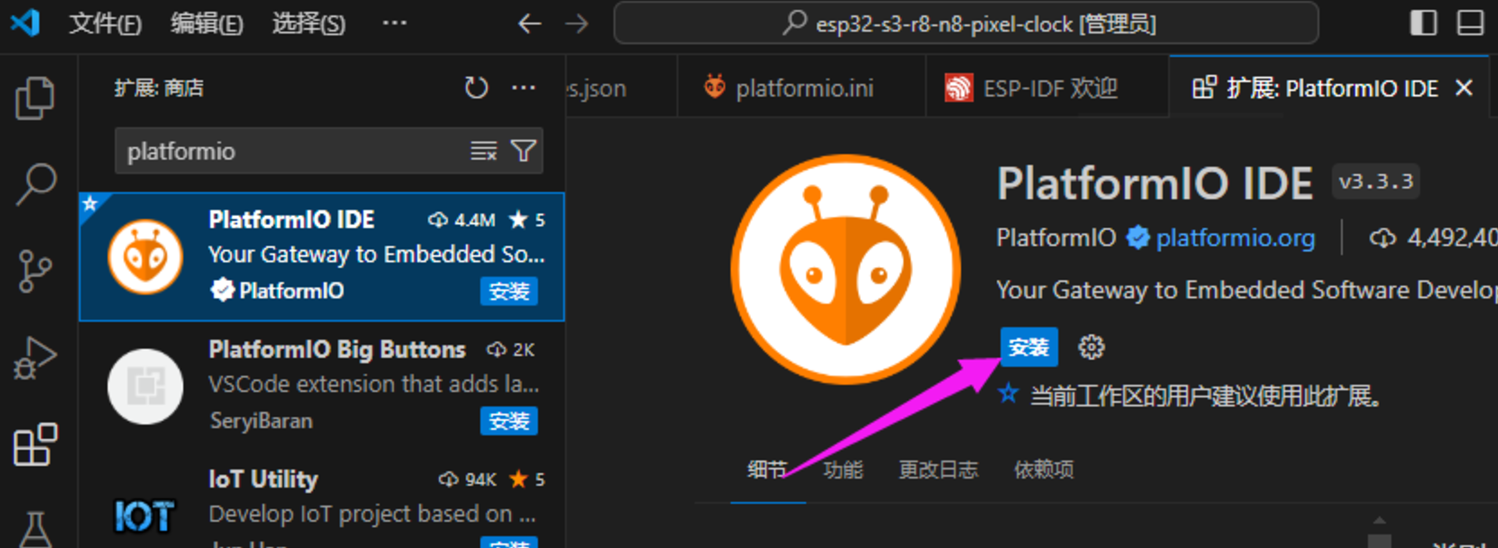 文件(F) 编辑(E) 选择(S) ··· esp32-s3-r8-n8-pixel-clock [管理员]
扩展: 商店
platformio
PlatformIO IDE 4.4M 5
Your Gateway to Embedded So...
PlatformIO 安装
PlatformIO Big Buttons 2K
VSCode extension that adds la...
SeryiBaran 安装
IoT Utility 94K 5
IOT
Develop IoT project based on ...
安装
s.json platformio.ini ESP-IDF 欢迎 扩展: PlatformIO IDE
PlatformIO IDE v3.3.3
PlatformIO platformio.org 4,492,40
Your Gateway to Embedded Software Develop
安装
当前工作区的用户建议使用此扩展。
细节 功能 更改日志 依赖项